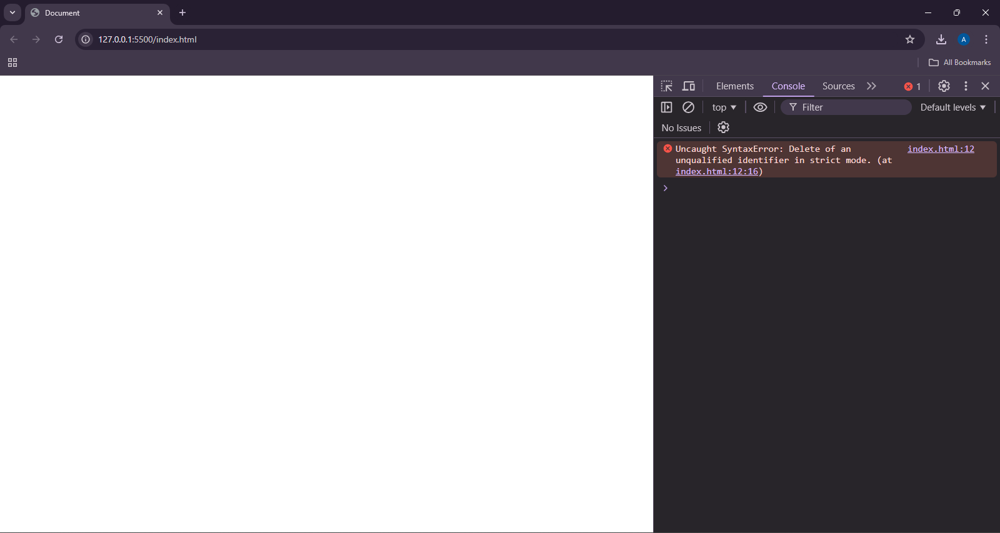 Document
127.0.0.1:5500/index.html
A
All Bookmarks
Elements Console Sources 1
top Filter Default levels
No Issues
Uncaught SyntaxError: Delete of an index.html:12
unqualified identifier in strict mode. (at
index.html:12:16)